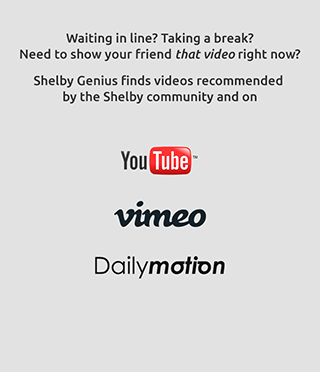 Waiting in line? Taking a break?
Need to show your friend that video right now?
Shelby Genius finds videos recommended
by the Shelby community and on
YouTube™
vimeo
Dailymotion